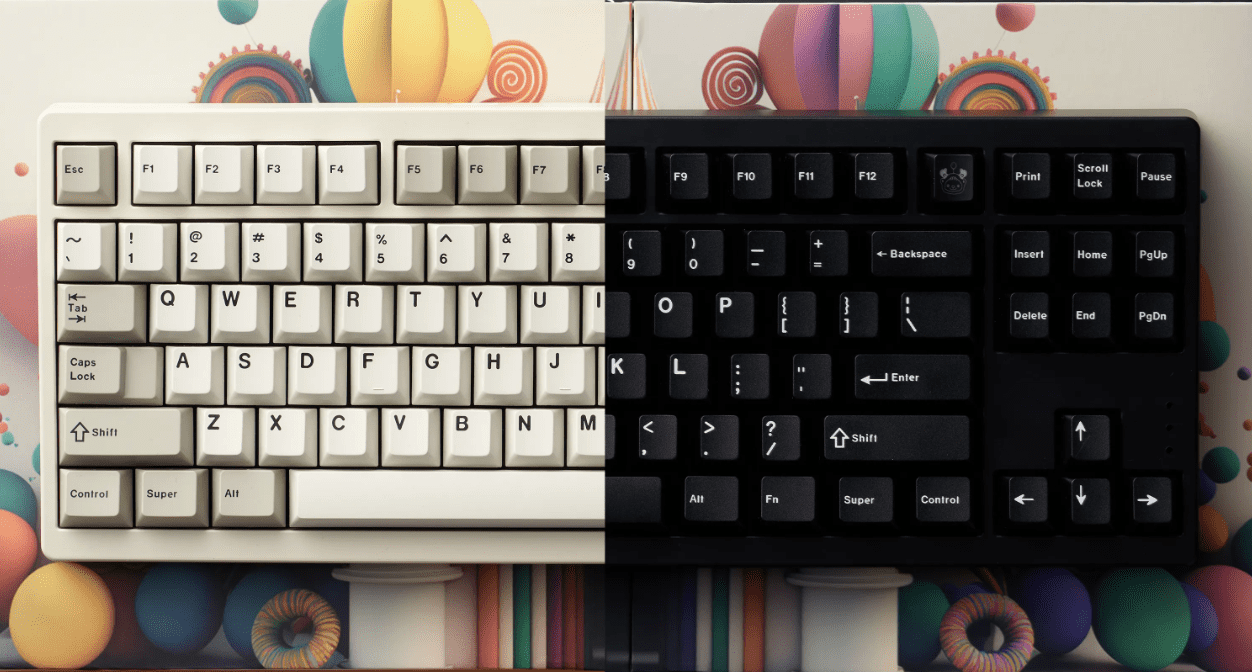 Esc F1 F2 F3 F4 F5 F6 F7 F8 F9 F10 F11 F12 Print Scroll Lock Pause
~ ` ! 1 @ 2 # 3 $ 4 % 5 ^ 6 & 7 * 8 ( 9 ) 0 — - + = ← Backspace Insert Home PgUp
Tab Q W E R T Y U I O P { [ } ] ¦ \ Delete End PgDn
Caps Lock A S D F G H J K L : ; " ' Enter
Shift Z X C V B N M < , > . ? / Shift ↑
Control Super Alt Alt Fn Super Control ← ↓ →